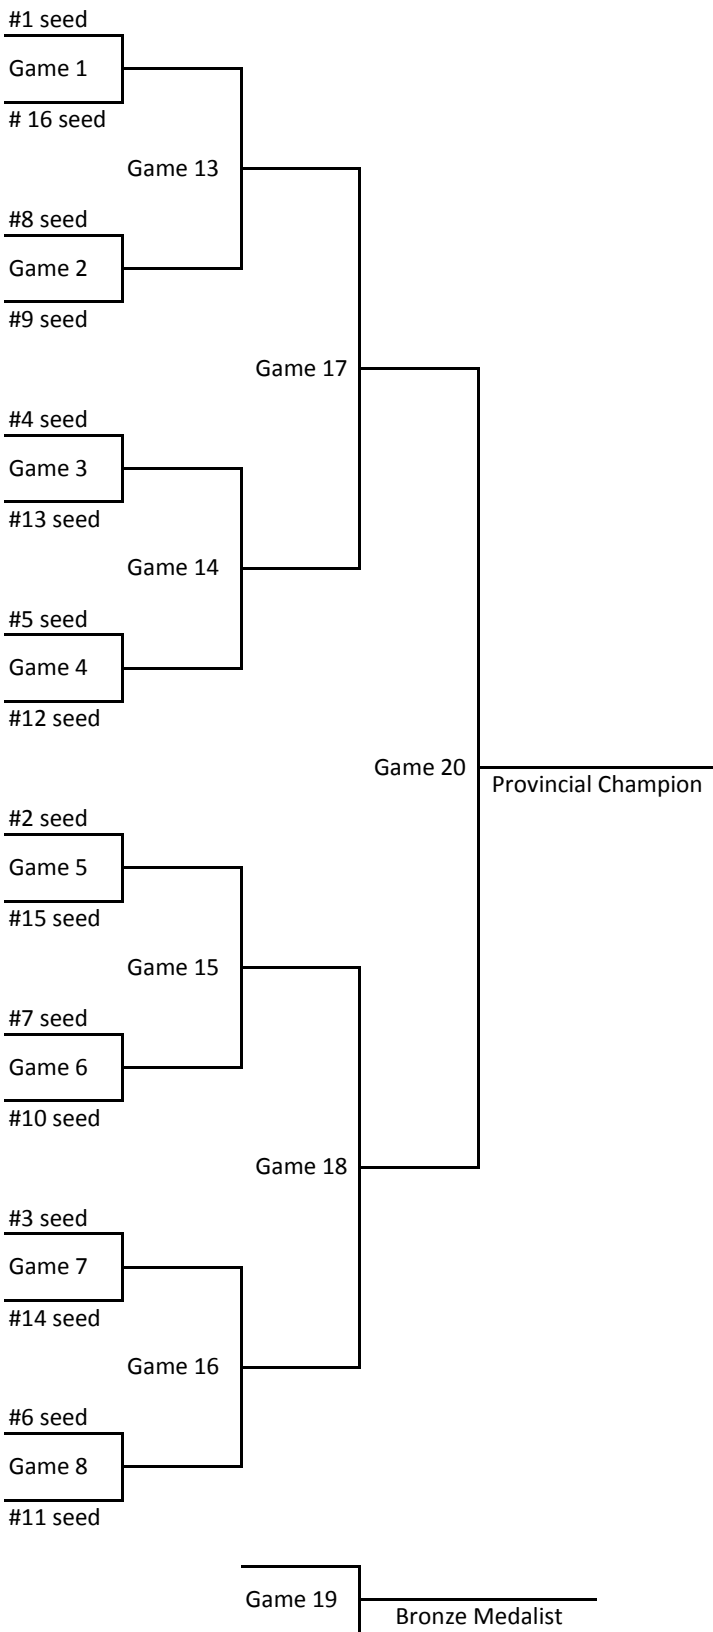 #1 seed
Game 1
# 16 seed
Game 13
#8 seed
Game 2
#9 seed
Game 17
#4 seed
Game 3
#13 seed
Game 14
#5 seed
Game 4
#12 seed
Game 20
Provincial Champion
#2 seed
Game 5
#15 seed
Game 15
#7 seed
Game 6
#10 seed
Game 18
#3 seed
Game 7
#14 seed
Game 16
#6 seed
Game 8
#11 seed
Game 19
Bronze Medalist